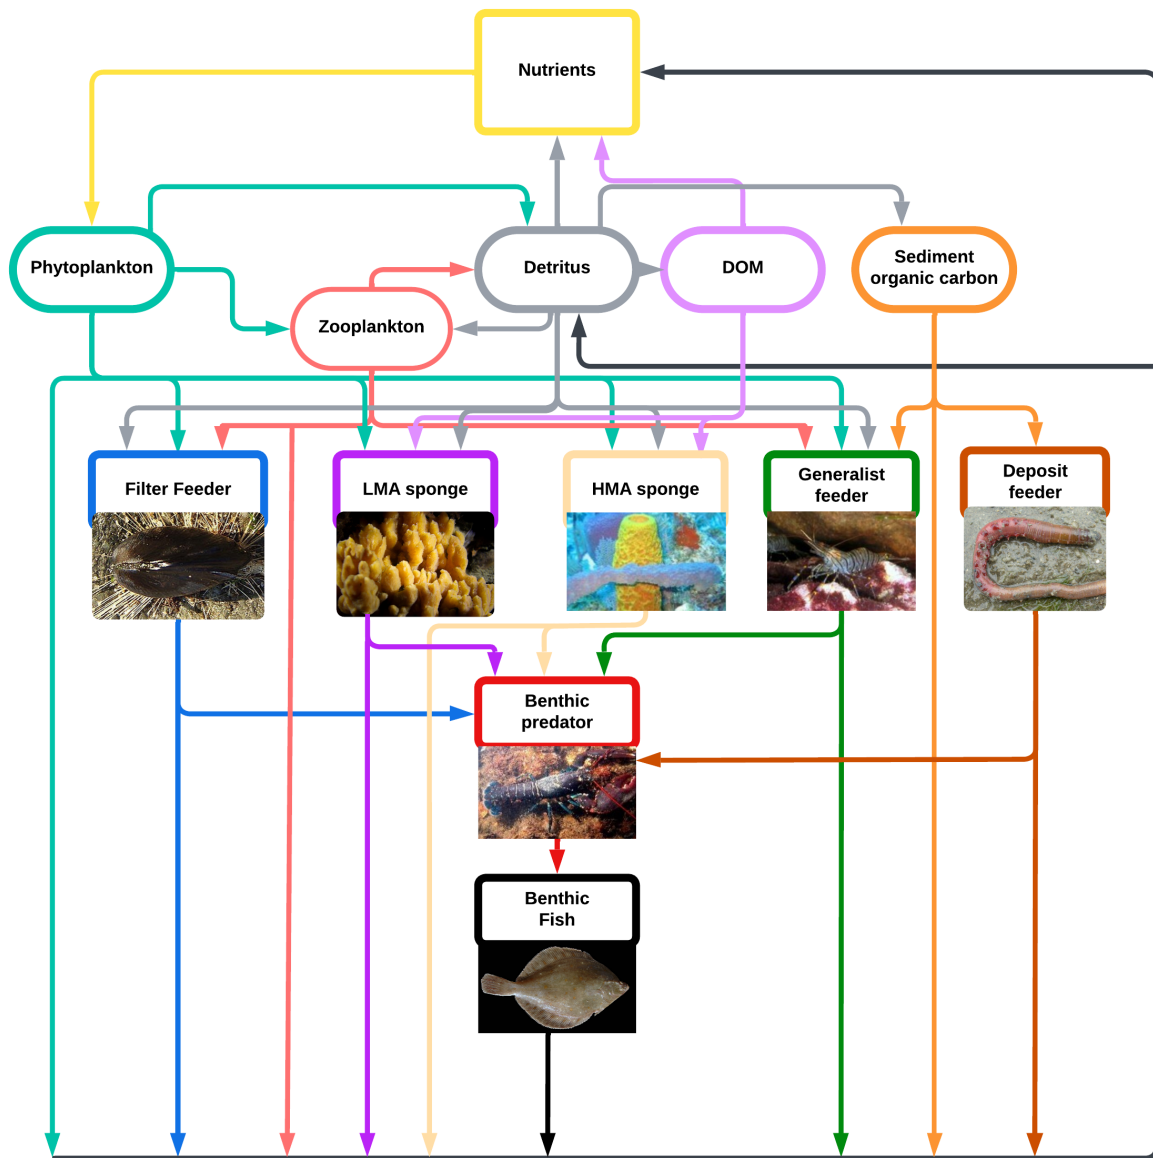 Nutrients
Phytoplankton
Detritus
DOM
Sediment
organic carbon
Zooplankton
Filter Feeder
LMA sponge
HMA sponge
Generalist
feeder
Deposit
feeder
Benthic
predator
Benthic
Fish